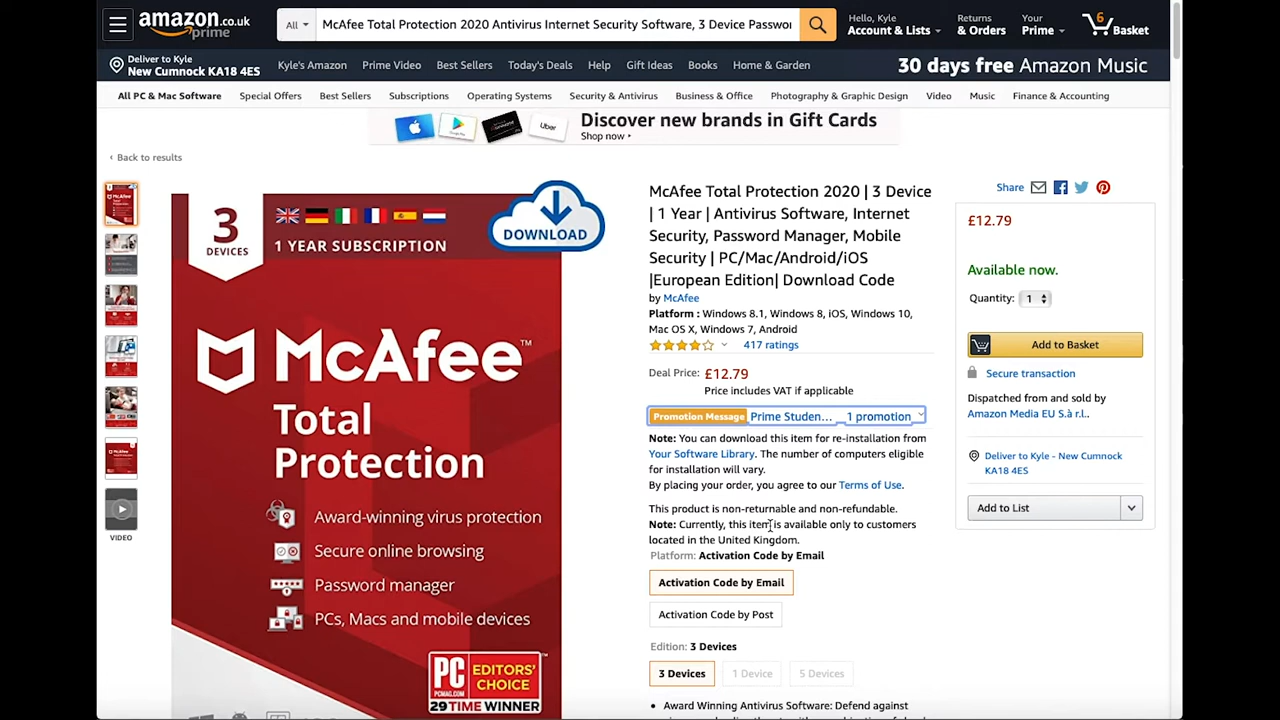 amazon.co.uk
prime
All
McAfee Total Protection 2020 Antivirus Internet Security Software, 3 Device Passwo
Hello, Kyle
Account & Lists
Returns
& Orders
Your
Prime
6
Basket
Deliver to Kyle
New Cumnock KA18 4ES
Kyle's Amazon
Prime Video
Best Sellers
Today's Deals
Help
Gift Ideas
Books
Home & Garden
30 days free Amazon Music
All PC & Mac Software
Special Offers
Best Sellers
Subscriptions
Operating Systems
Security & Antivirus
Business & Office
Photography & Graphic Design
Video
Music
Finance & Accounting
Uber
Discover new brands in Gift Cards
Shop now
‹ Back to results
3
DEVICES
1 YEAR SUBSCRIPTION
DOWNLOAD
McAfee™
Total
Protection
Award-winning virus protection
Secure online browsing
Password manager
PCs, Macs and mobile devices
PC
PCMAG.COM
EDITORS'
CHOICE
29 TIME WINNER
VIDEO
McAfee Total Protection 2020 | 3 Device
| 1 Year | Antivirus Software, Internet
Security, Password Manager, Mobile
Security | PC/Mac/Android/iOS
|European Edition| Download Code
by McAfee
Platform : Windows 8.1, Windows 8, iOS, Windows 10,
Mac OS X, Windows 7, Android
417 ratings
Deal Price: £12.79
Price includes VAT if applicable
Promotion Message Prime Studen... 1 promotion
Note: You can download this item for re-installation from
Your Software Library. The number of computers eligible
for installation will vary.
By placing your order, you agree to our Terms of Use.
This product is non-returnable and non-refundable.
Note: Currently, this item is available only to customers
located in the United Kingdom.
Platform: Activation Code by Email
Activation Code by Email
Activation Code by Post
Edition: 3 Devices
3 Devices
1 Device
5 Devices
• Award Winning Antivirus Software: Defend against
Share
£12.79
Available now.
Quantity: 1
Add to Basket
Secure transaction
Dispatched from and sold by
Amazon Media EU S.à r.l..
Deliver to Kyle - New Cumnock
KA18 4ES
Add to List